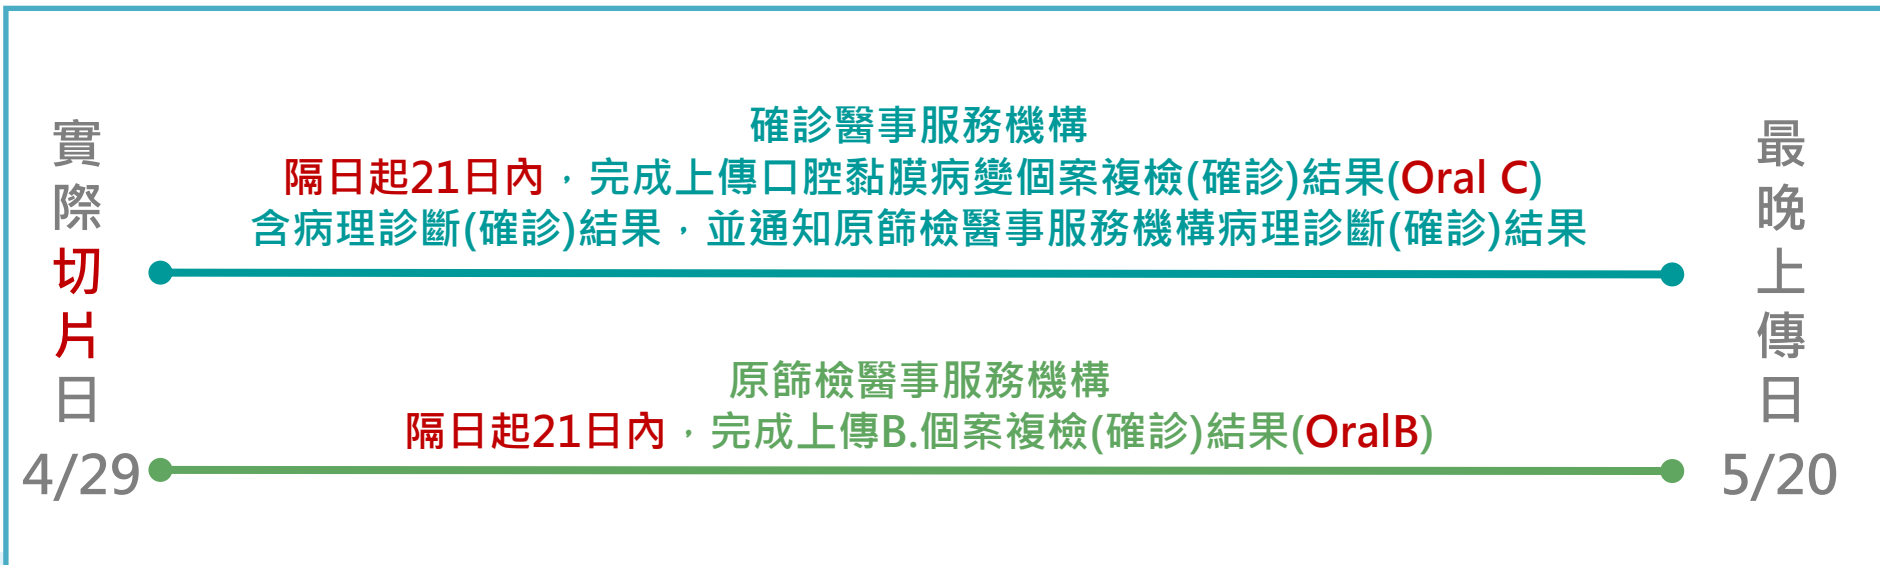 實際切片日
4/29
確診醫事服務機構
隔日起21日內，完成上傳口腔黏膜病變個案複檢(確診)結果(Oral C)
含病理診斷(確診)結果，並通知原篩檢醫事服務機構病理診斷(確診)結果
原篩檢醫事服務機構
隔日起21日內，完成上傳B.個案複檢(確診)結果(OralB)
最晚上傳日
5/20